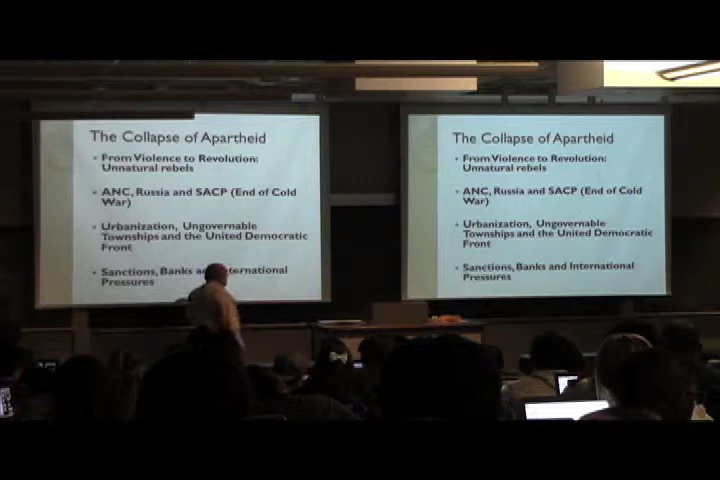 The Collapse of Apartheid
• From Violence to Revolution:
Unnatural rebels
• ANC, Russia and SACP (End of Cold
War)
• Urbanization, Ungovernable
Townships and the United Democratic
Front
• Sanctions, Banks and International
Pressures
The Collapse of Apartheid
• From Violence to Revolution:
Unnatural rebels
• ANC, Russia and SACP (End of Cold
War)
• Urbanization, Ungovernable
Townships and the United Democratic
Front
• Sanctions, Banks and International
Pressures